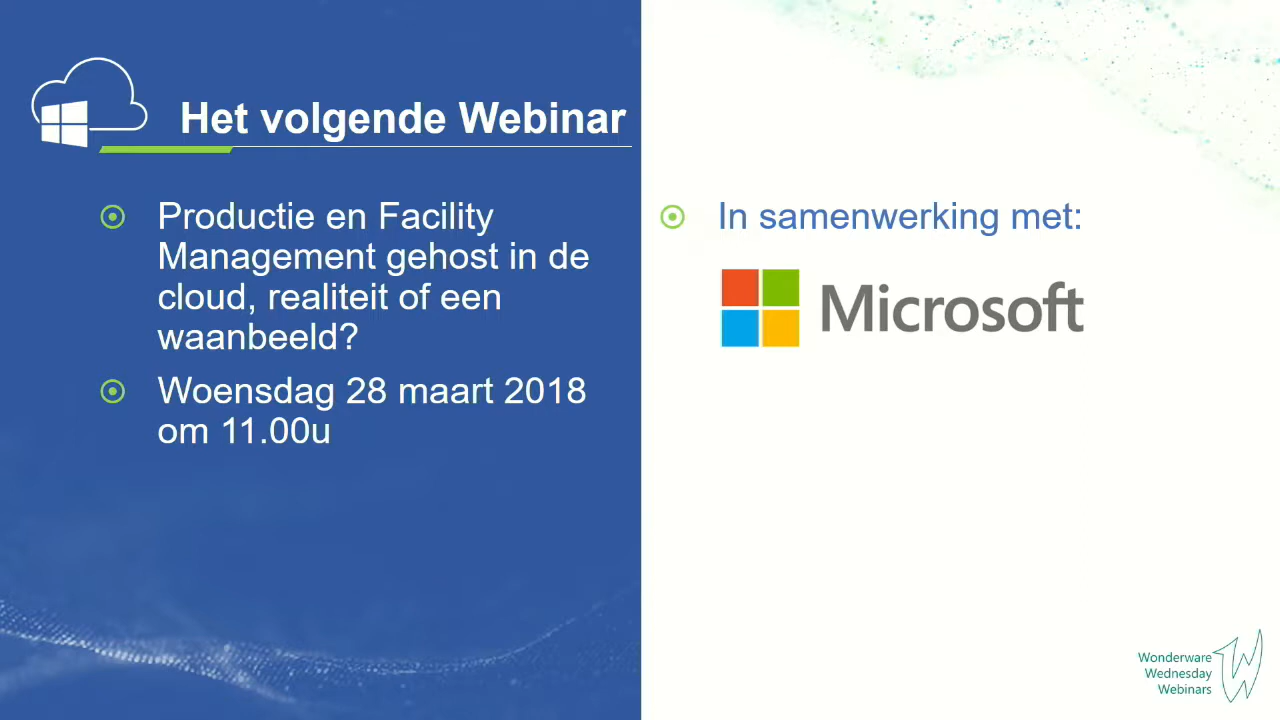 Het volgende Webinar
Productie en Facility
Management gehost in de
cloud, realiteit of een
waanbeeld?
Woensdag 28 maart 2018
om 11.00u
In samenwerking met:
Microsoft
Wonderware
Wednesday
Webinars